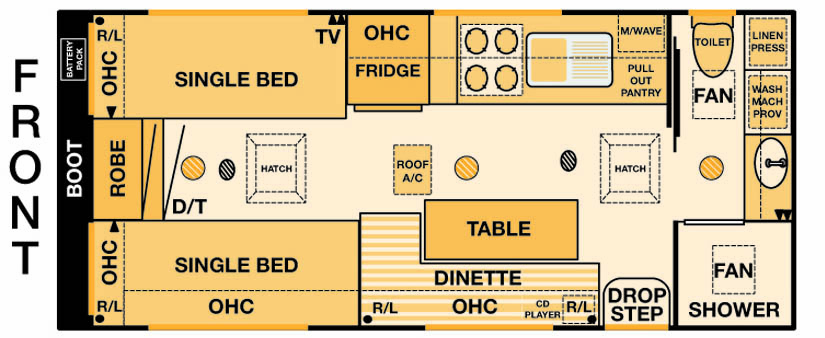 FRONT
BATTERY PACK
BOOT
R/L
OHC
SINGLE BED
TV
OHC
FRIDGE
M/WAVE
PULL
OUT
PANTRY
TOILET
FAN
LINEN
PRESS
WASH
MACH
PROV
ROBE
D/T
HATCH
ROOF
A/C
HATCH
TABLE
OHC
R/L
SINGLE BED
OHC
DINETTE
R/L
OHC
CD
PLAYER
R/L
DROP
STEP
FAN
SHOWER